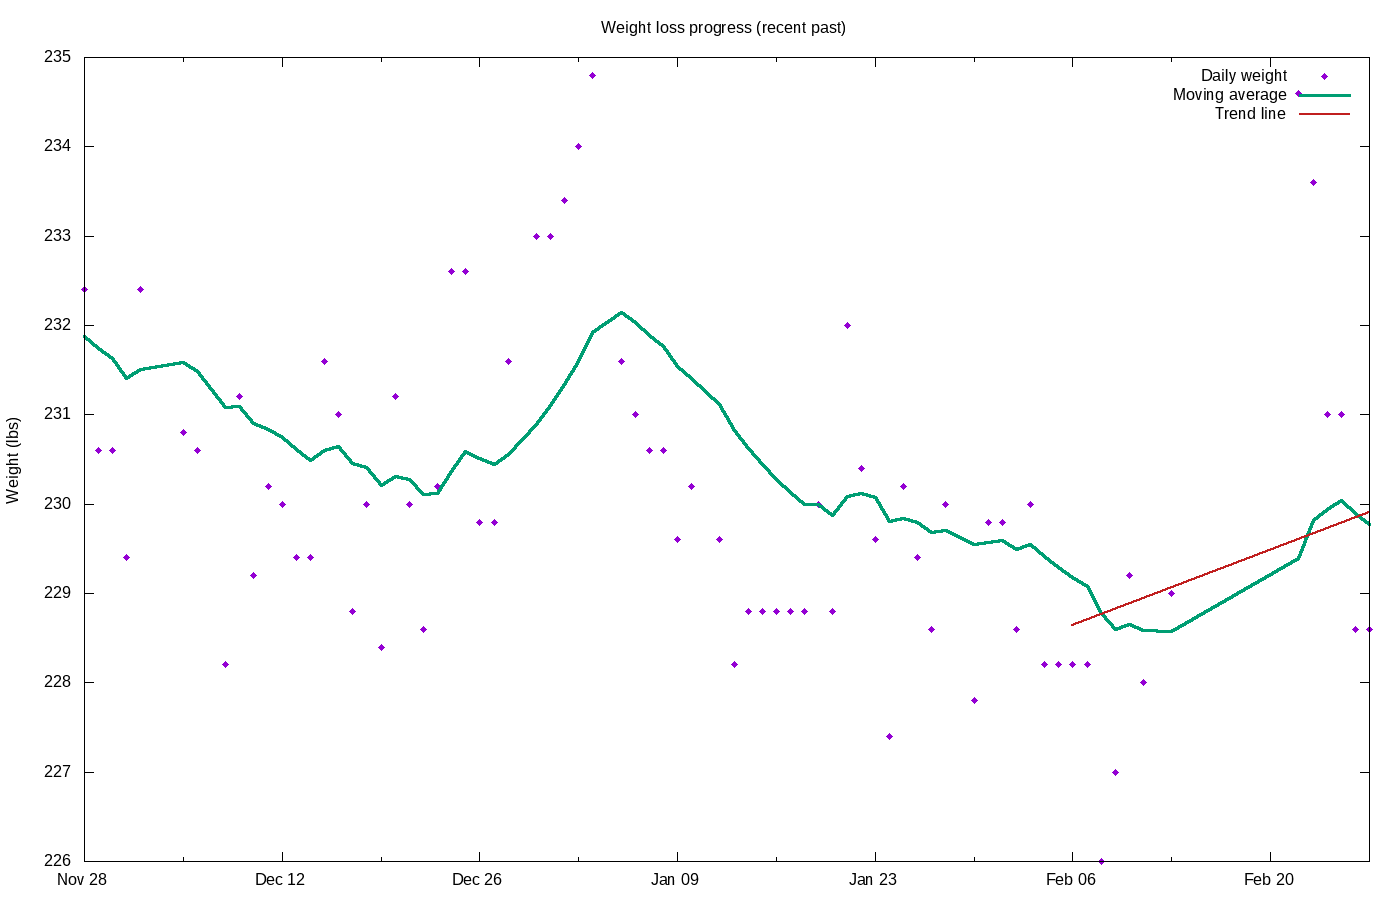 Weight loss progress (recent past)
Daily weight
Moving average
Trend line
235
234
233
232
231
230
229
228
227
226
Weight (lbs)
Nov 28 Dec 12 Dec 26 Jan 09 Jan 23 Feb 06 Feb 20